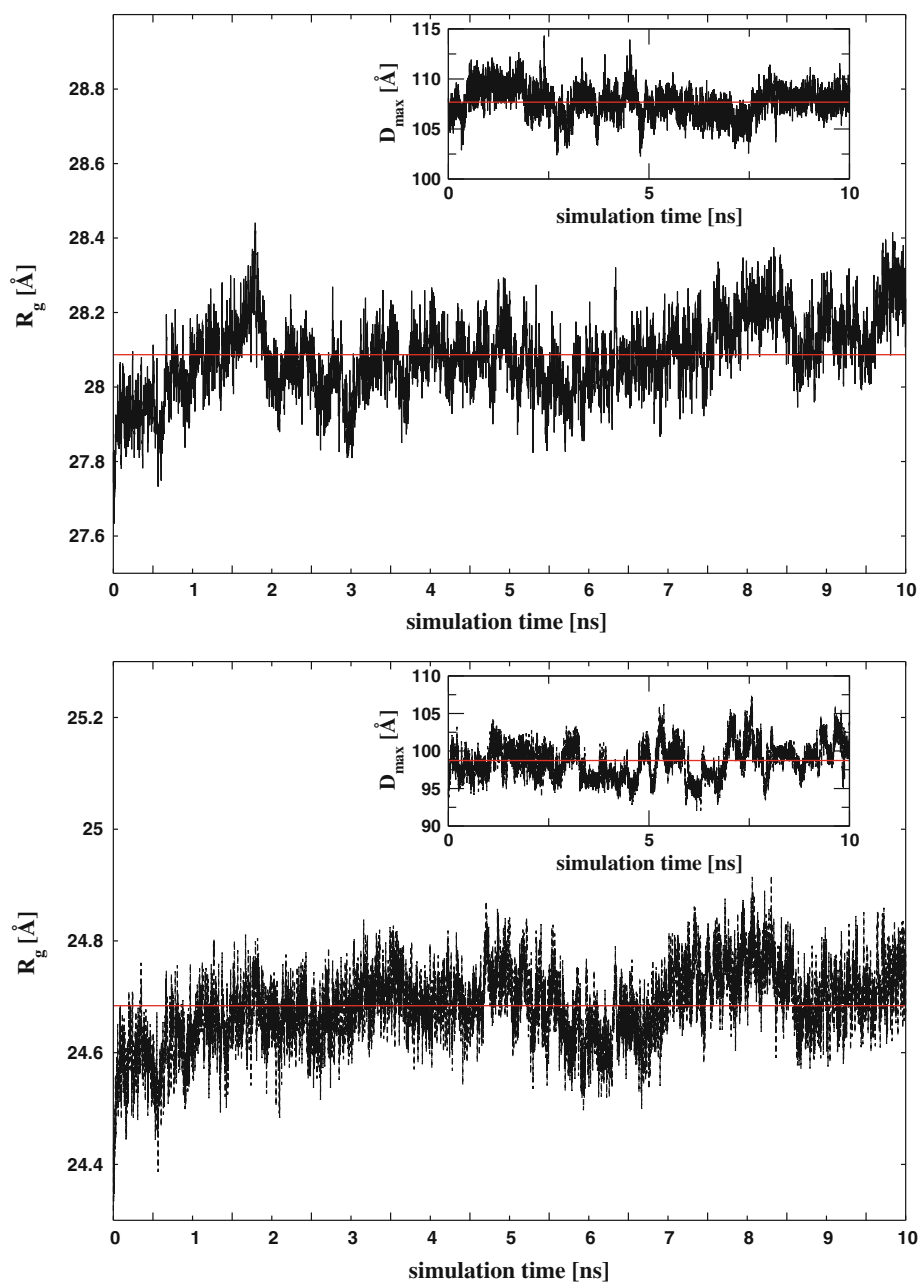 115
110
105
100
D_max [Å]
0 5 10
simulation time [ns]
28.8
28.6
28.4
28.2
28
27.8
27.6
R_g [Å]
0 1 2 3 4 5 6 7 8 9 10
simulation time [ns]
110
105
100
95
90
D_max [Å]
0 5 10
simulation time [ns]
25.2
25
24.8
24.6
24.4
R_g [Å]
0 1 2 3 4 5 6 7 8 9 10
simulation time [ns]